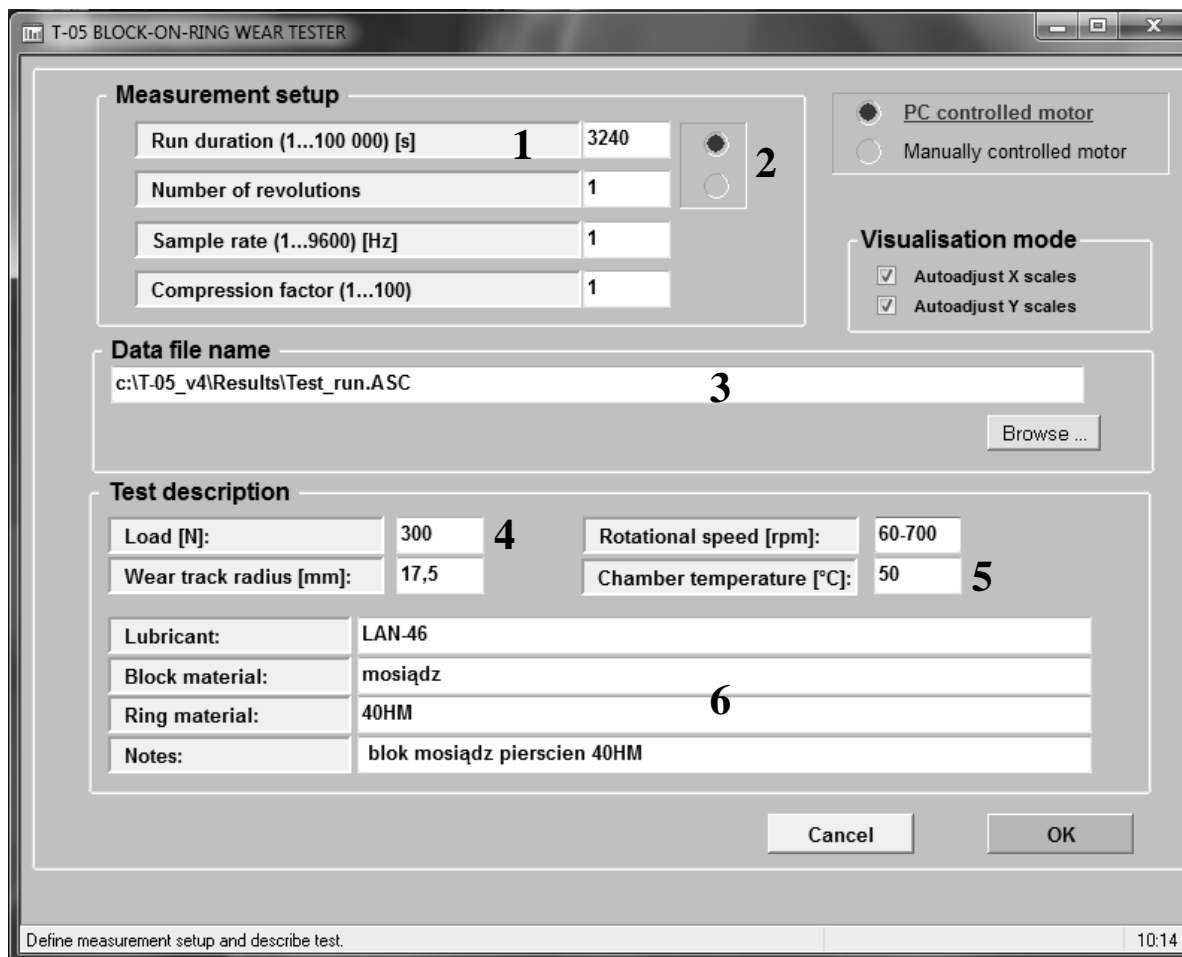 T-05 BLOCK-ON-RING WEAR TESTER
Measurement setup
Run duration (1...100 000) [s] 1 3240 2
Number of revolutions 1
Sample rate (1...9600) [Hz] 1
Compression factor (1...100) 1
PC controlled motor
Manually controlled motor
Visualisation mode
Autoadjust X scales
Autoadjust Y scales
Data file name
c:\T-05_v4\Results\Test_run.ASC 3
Browse ...
Test description
Load [N]: 300 4 Rotational speed [rpm]: 60-700
Wear track radius [mm]: 17,5 Chamber temperature [°C]: 50 5
Lubricant: LAN-46
Block material: mosiądz
6
Ring material: 40HM
Notes: blok mosiądz pierscien 40HM
Cancel OK
Define measurement setup and describe test. 10:14